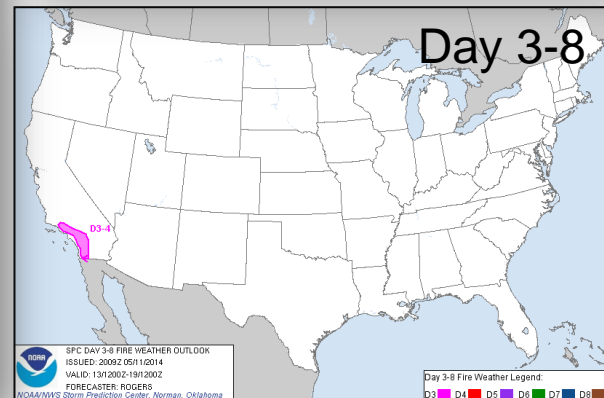 Day 3-8
D3-4
NOAA
SPC DAY 3-8 FIRE WEATHER OUTLOOK
ISSUED: 2009Z 05/11/2014
VALID: 13/1200Z-19/1200Z
FORECASTER: ROGERS
NOAA/NWS Storm Prediction Center, Norman, Oklahoma
Day 3-8 Fire Weather Legend:
D3 D4 D5 D6 D7 D8